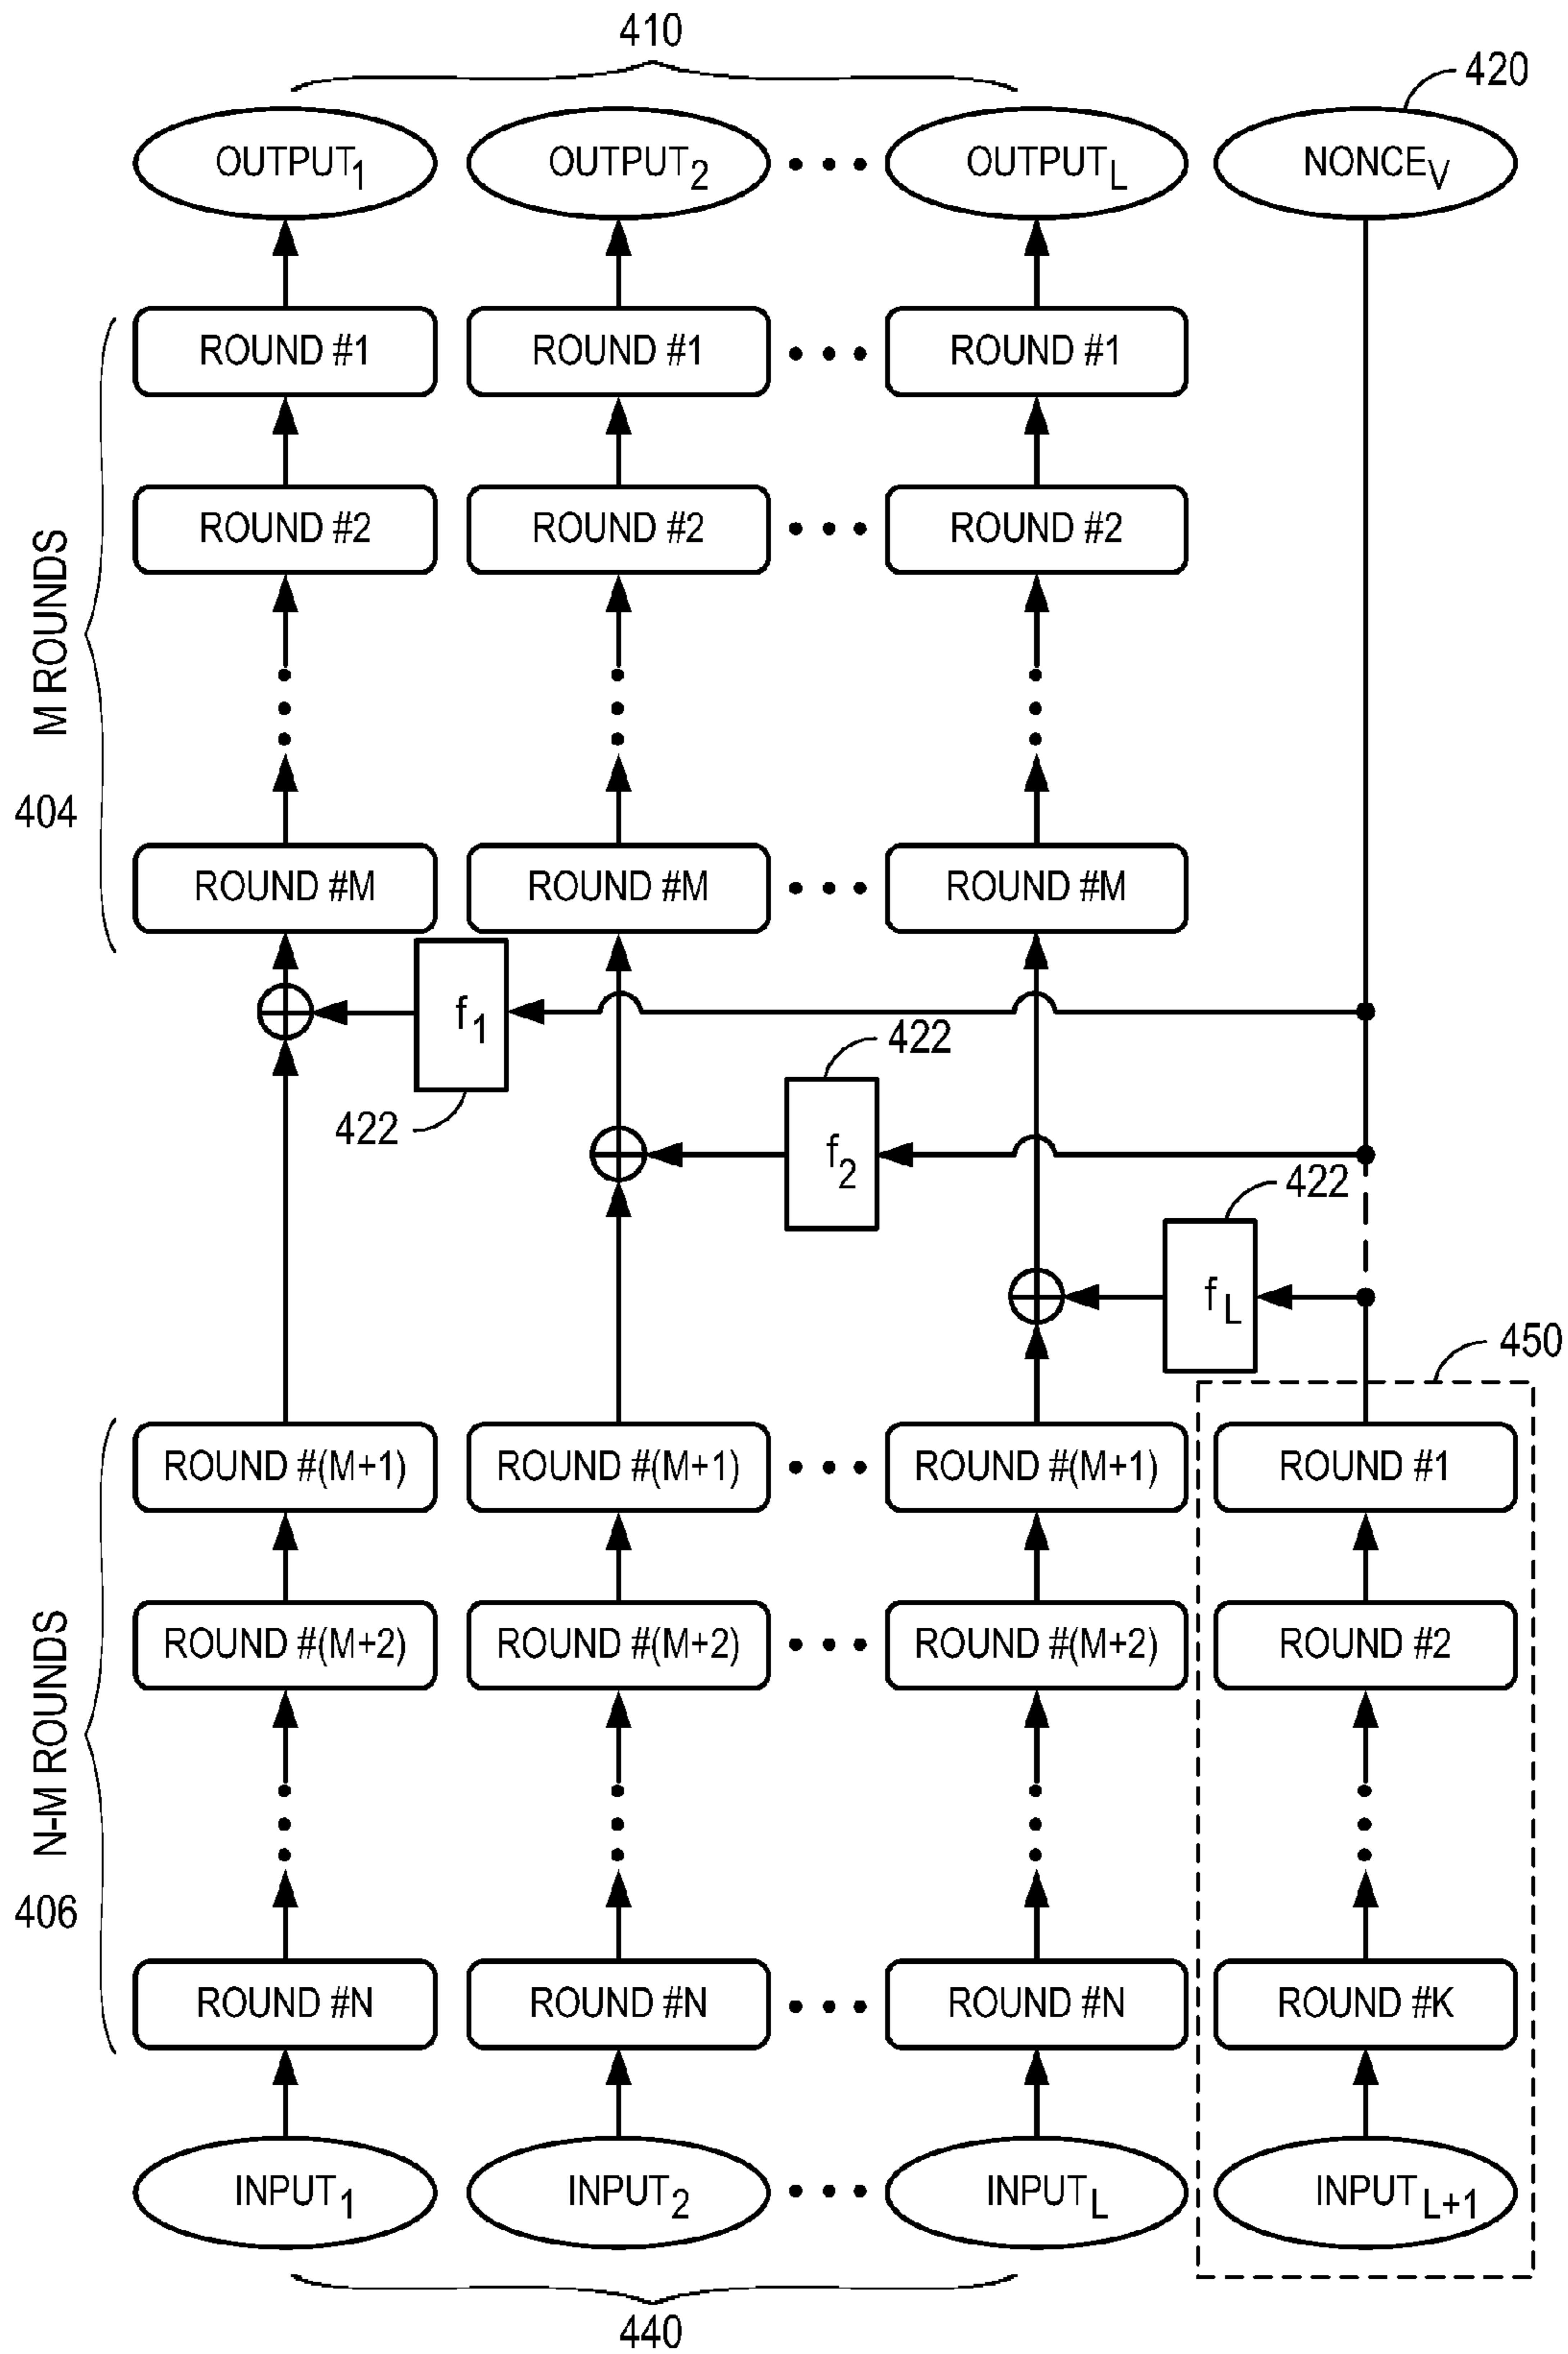 410
420
OUTPUT1 OUTPUT2 ••• OUTPUTL NONCEV
ROUND #1 ROUND #1 ••• ROUND #1
ROUND #2 ROUND #2 ••• ROUND #2
M ROUNDS
404
ROUND #M ROUND #M ••• ROUND #M
f1
422
422
f2
422
fL
450
ROUND #(M+1) ROUND #(M+1) ••• ROUND #(M+1) ROUND #1
ROUND #(M+2) ROUND #(M+2) ••• ROUND #(M+2) ROUND #2
N-M ROUNDS
406
ROUND #N ROUND #N ••• ROUND #N ROUND #K
INPUT1 INPUT2 ••• INPUTL INPUTL+1
440